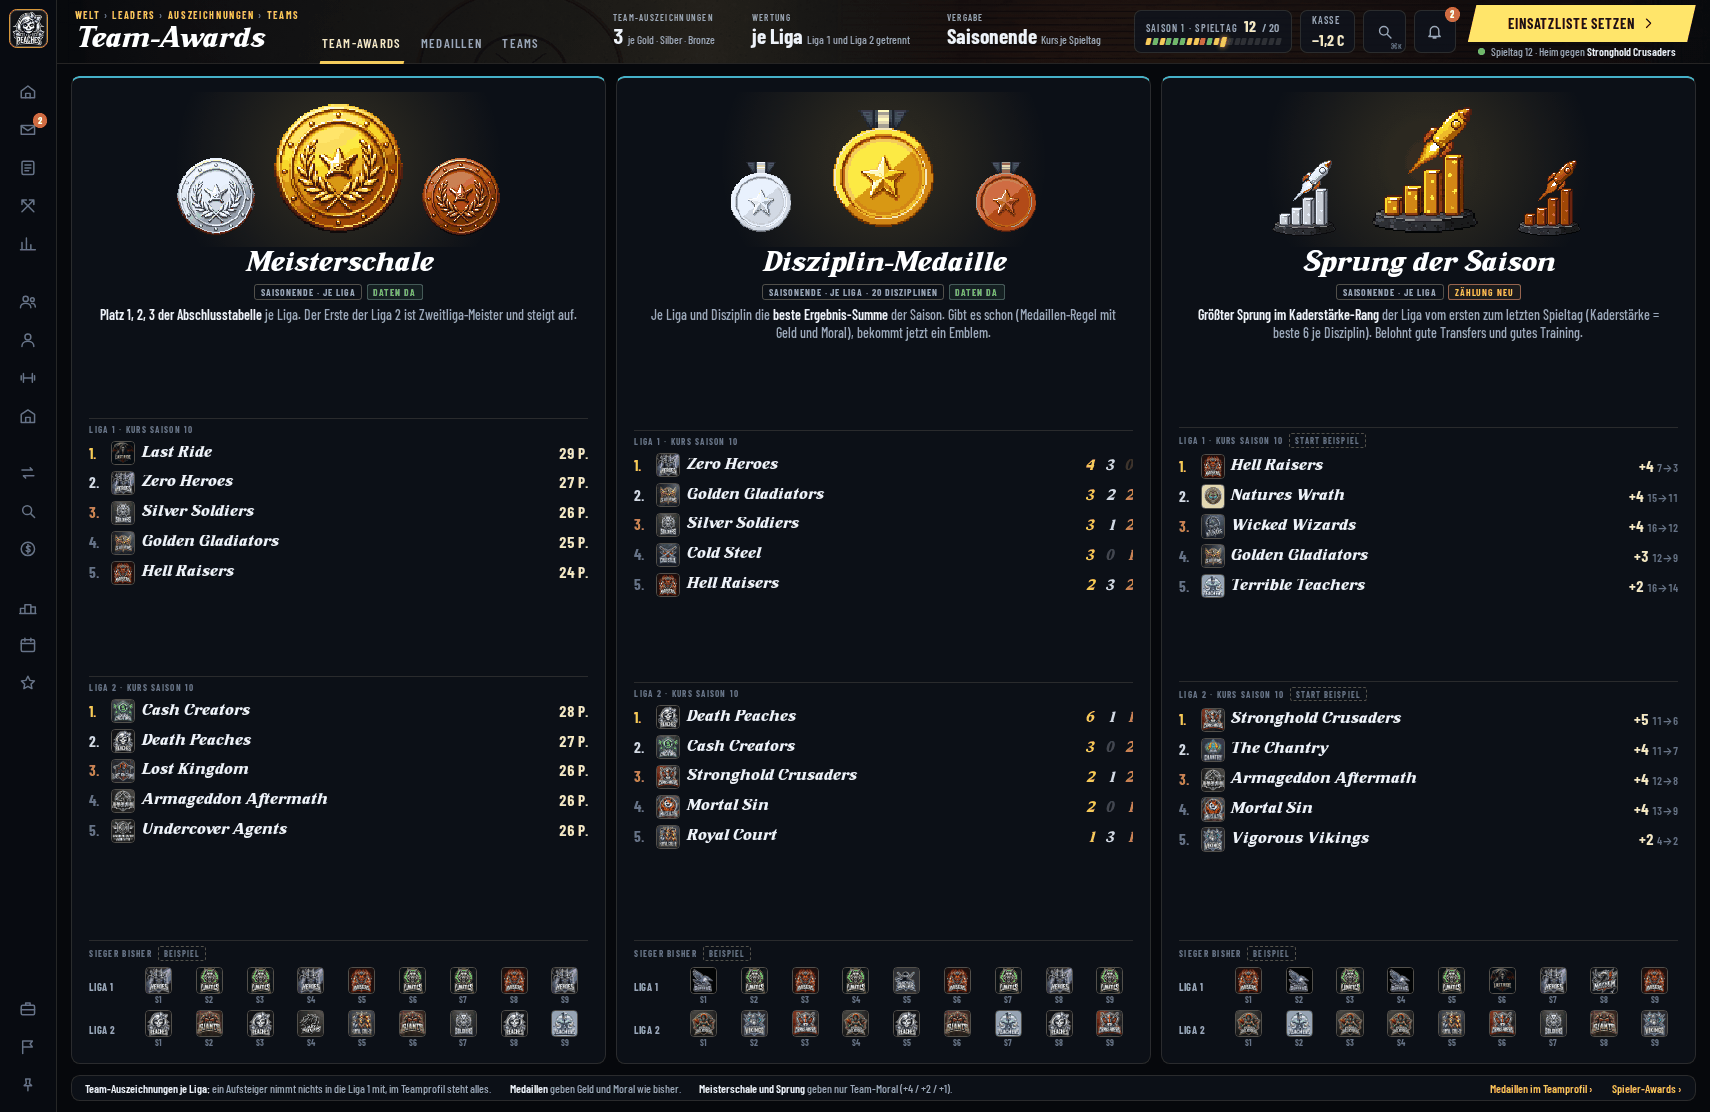 WELT › LEADERS › AUSZEICHNUNGEN › TEAMS
Team-Awards
TEAM-AWARDS
MEDAILLEN
TEAMS
TEAM-AUSZEICHNUNGEN
3 je Gold · Silber · Bronze
WERTUNG
je Liga Liga 1 und Liga 2 getrennt
VERGABE
Saisonende Kurs je Spieltag
SAISON 1 · SPIELTAG 12 / 20
KASSE
−1,2 C
⌘K
2
EINSATZLISTE SETZEN
Spieltag 12 · Heim gegen Stronghold Crusaders
2
Meisterschale
SAISONENDE · JE LIGA
DATEN DA
Platz 1, 2, 3 der Abschlusstabelle je Liga. Der Erste der Liga 2 ist Zweitliga-Meister und steigt auf.
LIGA 1 · KURS SAISON 10
1. Last Ride 29 P.
2. Zero Heroes 27 P.
3. Silver Soldiers 26 P.
4. Golden Gladiators 25 P.
5. Hell Raisers 24 P.
LIGA 2 · KURS SAISON 10
1. Cash Creators 28 P.
2. Death Peaches 27 P.
3. Lost Kingdom 26 P.
4. Armageddon Aftermath 26 P.
5. Undercover Agents 26 P.
SIEGER BISHER BEISPIEL
LIGA 1
S1 S2 S3 S4 S5 S6 S7 S8 S9
LIGA 2
S1 S2 S3 S4 S5 S6 S7 S8 S9
Disziplin-Medaille
SAISONENDE · JE LIGA · 20 DISZIPLINEN
DATEN DA
Je Liga und Disziplin die beste Ergebnis-Summe der Saison. Gibt es schon (Medaillen-Regel mit
Geld und Moral), bekommt jetzt ein Emblem.
LIGA 1 · KURS SAISON 10
1. Zero Heroes 4 3 0
2. Golden Gladiators 3 2 2
3. Silver Soldiers 3 1 2
4. Cold Steel 3 0 1
5. Hell Raisers 2 3 2
LIGA 2 · KURS SAISON 10
1. Death Peaches 6 1 1
2. Cash Creators 3 0 2
3. Stronghold Crusaders 2 1 2
4. Mortal Sin 2 0 1
5. Royal Court 1 3 1
SIEGER BISHER BEISPIEL
LIGA 1
S1 S2 S3 S4 S5 S6 S7 S8 S9
LIGA 2
S1 S2 S3 S4 S5 S6 S7 S8 S9
Sprung der Saison
SAISONENDE · JE LIGA
ZÄHLUNG NEU
Größter Sprung im Kaderstärke-Rang der Liga vom ersten zum letzten Spieltag (Kaderstärke =
beste 6 je Disziplin). Belohnt gute Transfers und gutes Training.
LIGA 1 · KURS SAISON 10 START BEISPIEL
1. Hell Raisers +4 7→3
2. Natures Wrath +4 15→11
3. Wicked Wizards +4 16→12
4. Golden Gladiators +3 12→9
5. Terrible Teachers +2 16→14
LIGA 2 · KURS SAISON 10 START BEISPIEL
1. Stronghold Crusaders +5 11→6
2. The Chantry +4 11→7
3. Armageddon Aftermath +4 12→8
4. Mortal Sin +4 13→9
5. Vigorous Vikings +2 4→2
SIEGER BISHER BEISPIEL
LIGA 1
S1 S2 S3 S4 S5 S6 S7 S8 S9
LIGA 2
S1 S2 S3 S4 S5 S6 S7 S8 S9
Team-Auszeichnungen je Liga: ein Aufsteiger nimmt nichts in die Liga 1 mit, im Teamprofil steht alles. Medaillen geben Geld und Moral wie bisher. Meisterschale und Sprung geben nur Team-Moral (+4 / +2 / +1). Medaillen im Teamprofil › Spieler-Awards ›